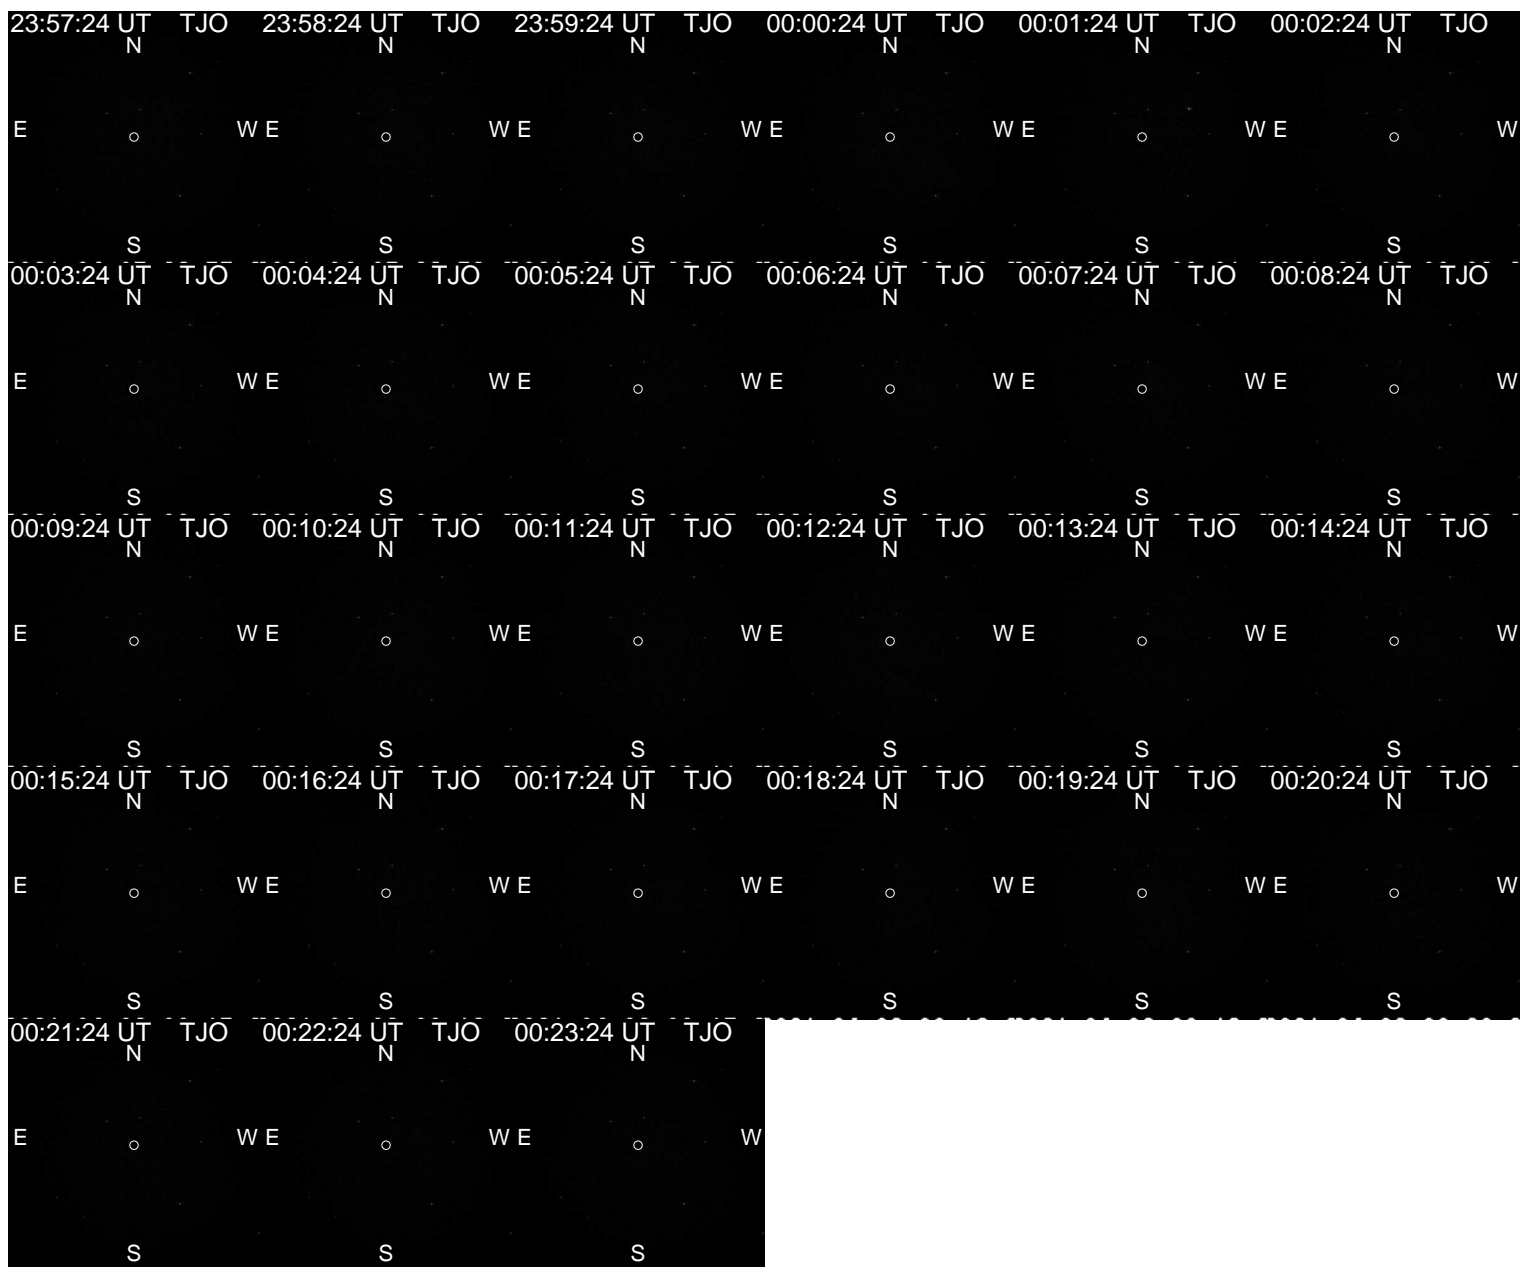 23:57:24 UT TJO 23:58:24 UT TJO 23:59:24 UT TJO 00:00:24 UT TJO 00:01:24 UT TJO 00:02:24 UT TJO
N N N N N N
E W E W E W E W E W E W
S S S S S S
00:03:24 UT TJO 00:04:24 UT TJO 00:05:24 UT TJO 00:06:24 UT TJO 00:07:24 UT TJO 00:08:24 UT TJO
N N N N N N
E W E W E W E W E W E W
S S S S S S
00:09:24 UT TJO 00:10:24 UT TJO 00:11:24 UT TJO 00:12:24 UT TJO 00:13:24 UT TJO 00:14:24 UT TJO
N N N N N N
E W E W E W E W E W E W
S S S S S S
00:15:24 UT TJO 00:16:24 UT TJO 00:17:24 UT TJO 00:18:24 UT TJO 00:19:24 UT TJO 00:20:24 UT TJO
N N N N N N
E W E W E W E W E W E W
S S S S S S
00:21:24 UT TJO 00:22:24 UT TJO 00:23:24 UT TJO
N N N
E W E W E W
S S S